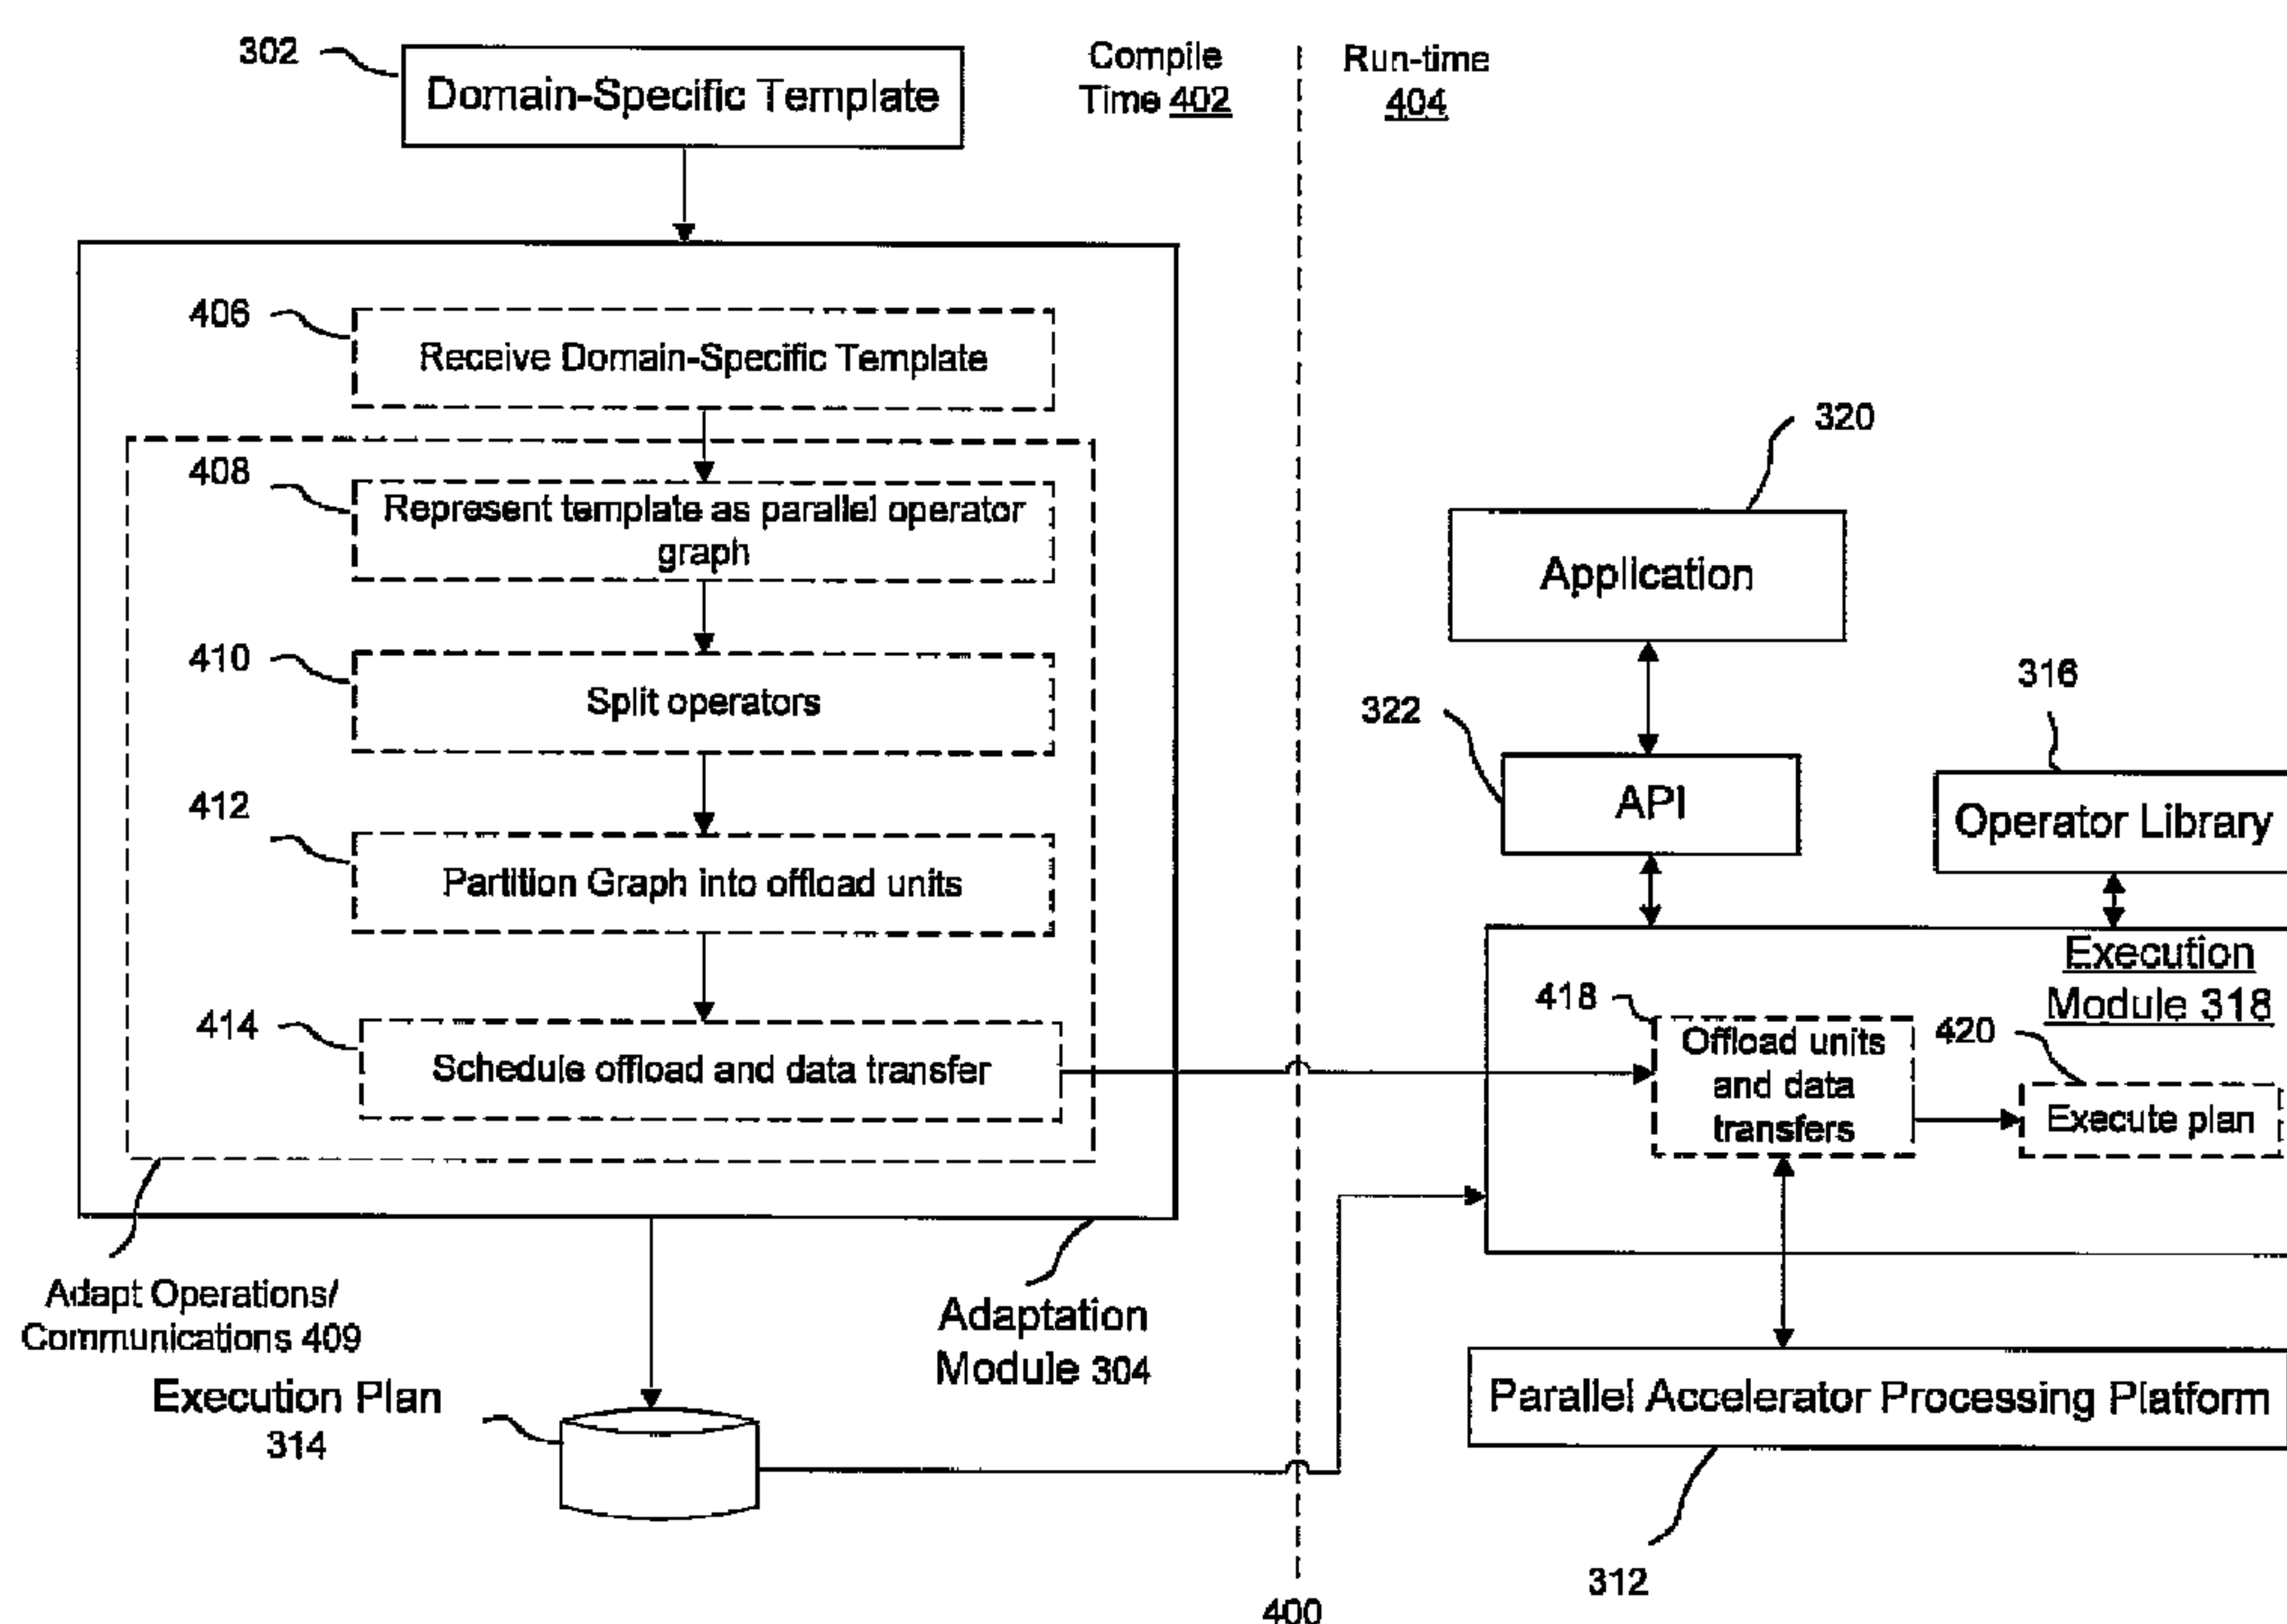 302
Domain-Specific Template
Compile
Time 402
Run-time
404
406
Receive Domain-Specific Template
408
Represent template as parallel operator
graph
410
Split operators
412
Partition Graph into offload units
414
Schedule offload and data transfer
Adapt Operations/
Communications 409
Adaptation
Module 304
Execution Plan
314
320
Application
322
API
316
Operator Library
Execution
Module 318
418
Offload units
and data
transfers
420
Execute plan
Parallel Accelerator Processing Platform
312
400